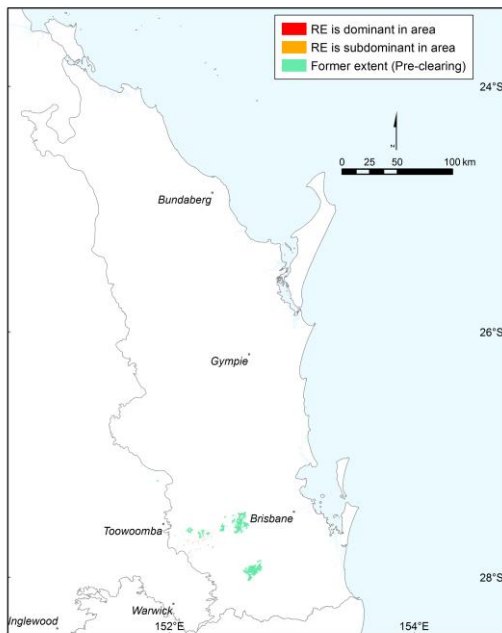 RE is dominant in area
RE is subdominant in area
Former extent (Pre-clearing)
24°S
N
0 25 50 100 km
Bundaberg
26°S
Gympie
Brisbane
Toowoomba
28°S
Warwick
Inglewood
152°E
154°E